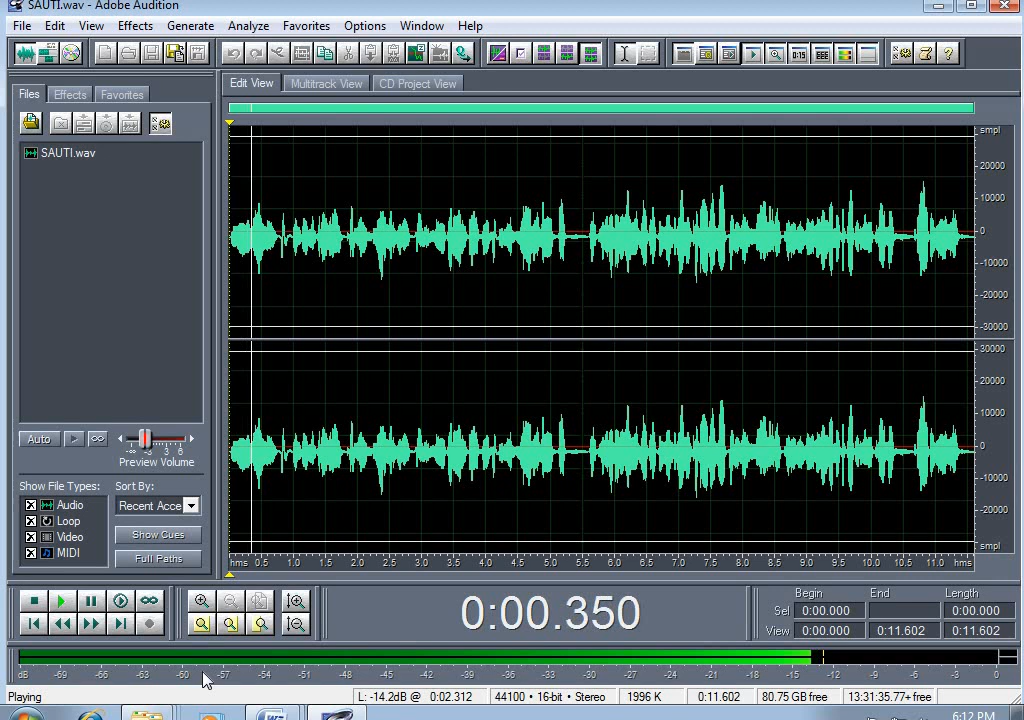 SAUTI.wav - Adobe Audition
File Edit View Effects Generate Analyze Favorites Options Window Help
Edit View Multitrack View CD Project View
Files Effects Favorites
SAUTI.wav
smpl
20000
10000
0
-10000
-20000
-30000
30000
20000
10000
0
-10000
-20000
smpl
hms 0.5 1.0 1.5 2.0 2.5 3.0 3.5 4.0 4.5 5.0 5.5 6.0 6.5 7.0 7.5 8.0 8.5 9.0 9.5 10.0 10.5 11.0 hms
Auto
-∞ -3 3 6
Preview Volume
Show File Types: Sort By:
Audio Recent Acce
Loop
Video Show Cues
MIDI Full Paths
0:00.350
Begin End Length
Sel 0:00.000 0:00.000
View 0:00.000 0:11.602 0:11.602
dB -69 -66 -63 -60 -57 -54 -51 -48 -45 -42 -39 -36 -33 -30 -27 -24 -21 -18 -15 -12 -9 -6 -3 0
Playing L: -14.2dB @ 0:02.312 44100 • 16-bit • Stereo 1996 K 0:11.602 80.75 GB free 13:31:35.77+ free
6:12 PM